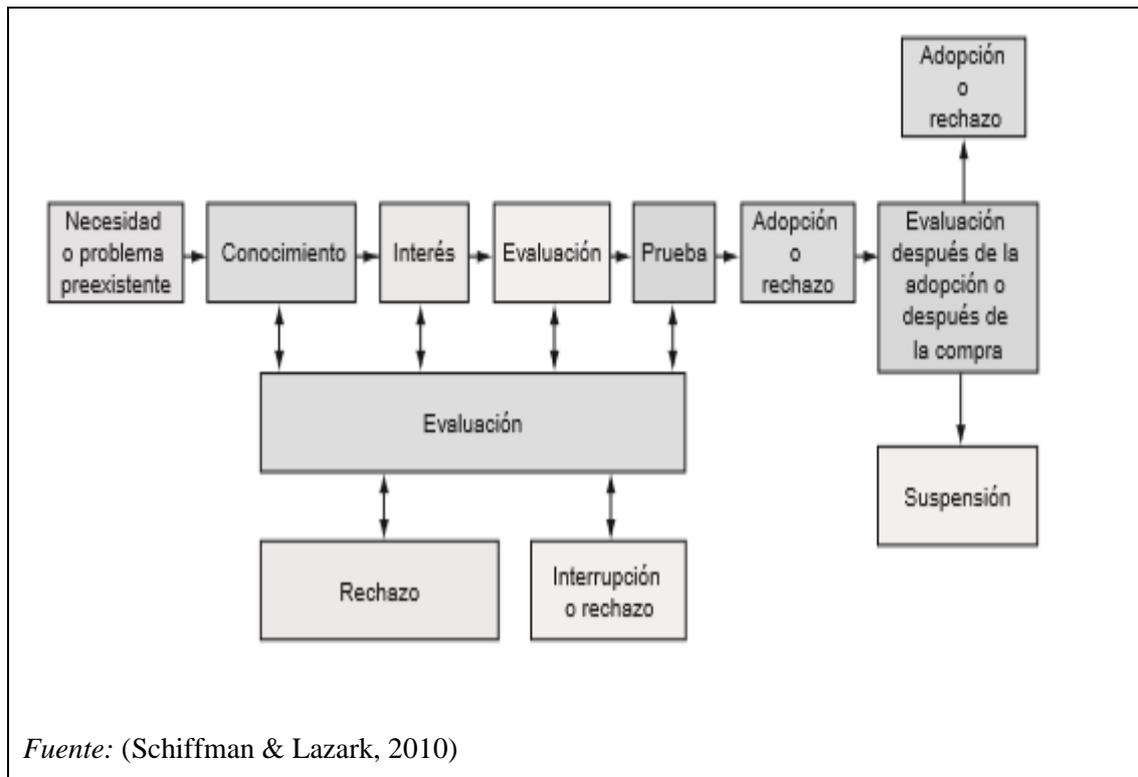 Adopción
o
rechazo
Necesidad
o problema
preexistente
Conocimiento
Interés
Evaluación
Prueba
Adopción
o
rechazo
Evaluación
después de la
adopción o
después de
la compra
Evaluación
Suspensión
Rechazo
Interrupción
o rechazo
Fuente: (Schiffman & Lazark, 2010)